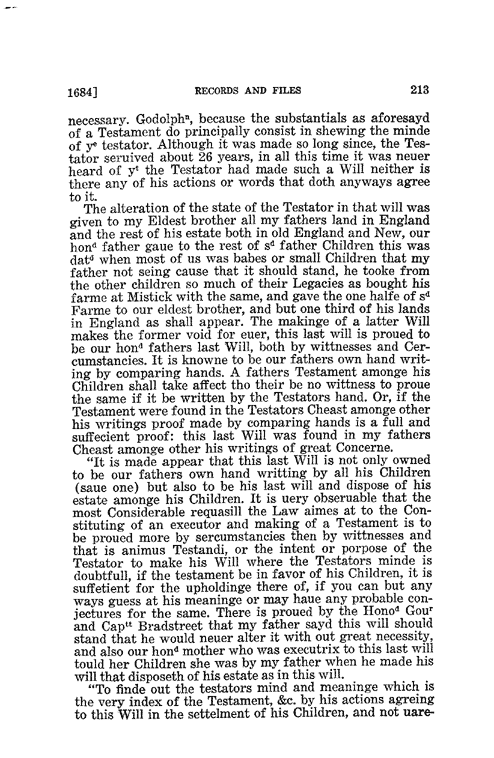 1684] RECORDS AND FILES 213
necessary. Godolphⁿ, because the substantials as aforesayd
of a Testament do principally consist in shewing the minde
of yᵉ testator. Although it was made so long since, the Tes-
tator seruived about 26 years, in all this time it was neuer
heard of yᵗ the Testator had made such a Will neither is
there any of his actions or words that doth anyways agree
to it.
The alteration of the state of the Testator in that will was
given to my Eldest brother all my fathers land in England
and the rest of his estate both in old England and New, our
honᵈ father gaue to the rest of sᵈ father Children this was
datᵈ when most of us was babes or small Children that my
father not seing cause that it should stand, he tooke from
the other children so much of their Legacies as bought his
farme at Mistick with the same, and gave the one halfe of sᵈ
Farme to our eldest brother, and but one third of his lands
in England as shall appear. The makinge of a latter Will
makes the former void for euer, this last will is proued to
be our honᵈ fathers last Will, both by wittnesses and Cer-
cumstancies. It is knowne to be our fathers own hand writ-
ing by comparing hands. A fathers Testament amonge his
Children shall take affect tho their be no wittness to proue
the same if it be written by the Testators hand. Or, if the
Testament were found in the Testators Cheast amonge other
his writings proof made by comparing hands is a full and
suffecient proof: this last Will was found in my fathers
Cheast amonge other his writings of great Concerne.
"It is made appear that this last Will is not only owned
to be our fathers own hand writting by all his Children
(saue one) but also to be his last will and dispose of his
estate amonge his Children. It is uery obseruable that the
most Considerable requasill the Law aimes at to the Con-
stituting of an executor and making of a Testament is to
be proued more by sercumstancies then by wittnesses and
that is animus Testandi, or the intent or porpose of the
Testator to make his Will where the Testators minde is
doubtfull, if the testament be in favor of his Children, it is
suffetient for the upholdinge there of, if you can but any
ways guess at his meaninge or may haue any probable con-
jectures for the same. There is proued by the Honoᵈ Gouʳ
and Capᵗᵗ Bradstreet that my father sayd this will should
stand that he would neuer alter it with out great necessity,
and also our honᵈ mother who was executrix to this last will
tould her Children she was by my father when he made his
will that disposeth of his estate as in this will.
"To finde out the testators mind and meaninge which is
the very index of the Testament, &c. by his actions agreing
to this Will in the settelment of his Children, and not uare-